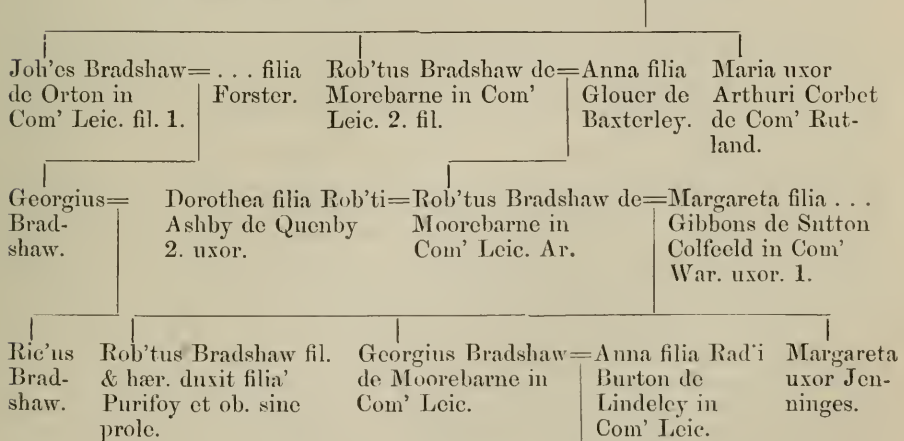 Joh'es Bradshaw= . . . filia
de Orton in Forster.
Com' Leic. fil. 1.
Rob'tus Bradshaw de=Anna filia
Morebarne in Com' Glouer de
Leic. 2. fil. Baxterley.
Maria uxor
Arthuri Corbet
de Com' Rut-
land.
Georgius=
Brad-
shaw.
Dorothea filia Rob'ti=Rob'tus Bradshaw de=Margareta filia . . .
Ashby de Quenby Moorebarne in Gibbons de Sutton
2. uxor. Com' Leic. Ar. Colfeeld in Com'
War. uxor. 1.
Ric'us
Brad-
shaw.
Rob'tus Bradshaw fil.
& hær. duxit filia'
Purifoy et ob. sine
prole.
Georgius Bradshaw=Anna filia Rad'i
de Moorebarne in Burton de
Com' Leic. Lindeley in
Com' Leic.
Margareta
uxor Jen-
ninges.